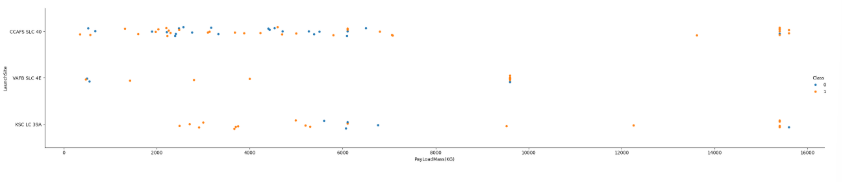 CCAFS SLC 40
VAFB SLC 4E
KSC LC 39A
LaunchSite
0
2000
4000
6000
8000
10000
12000
14000
16000
PayLoadMass (KG)
Class
0
1